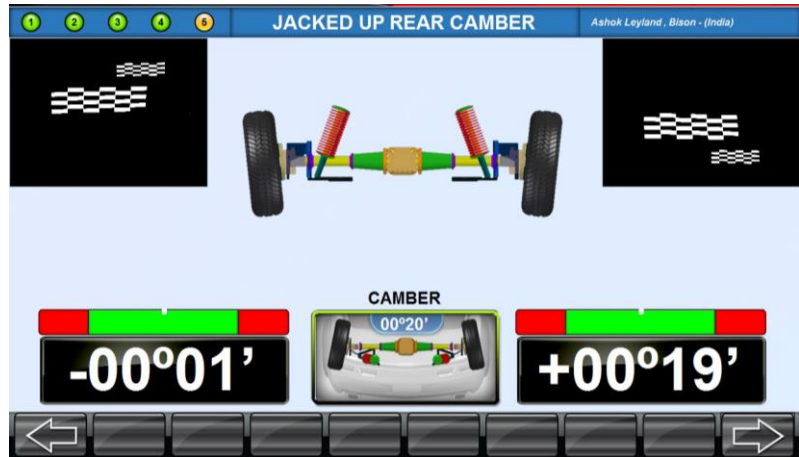 1 2 3 4 5 JACKED UP REAR CAMBER Ashok Leyland , Bison - (India)
CAMBER
00º20'
-00º01’ +00º19’